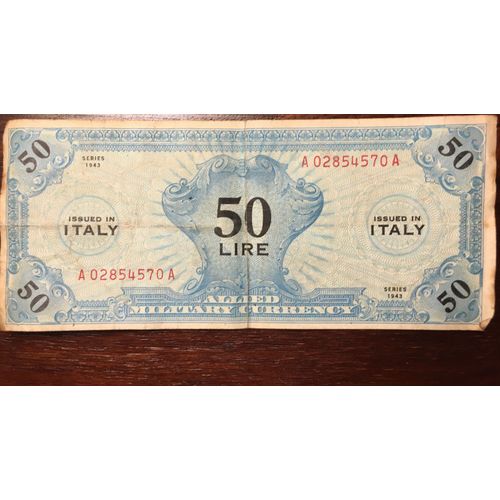 50
50
SERIES
1943
A 02854570 A
ISSUED IN
ITALY
50
LIRE
ISSUED IN
ITALY
A 02854570 A
SERIES
1943
50
50
ALLIED
MILITARY CURRENCY